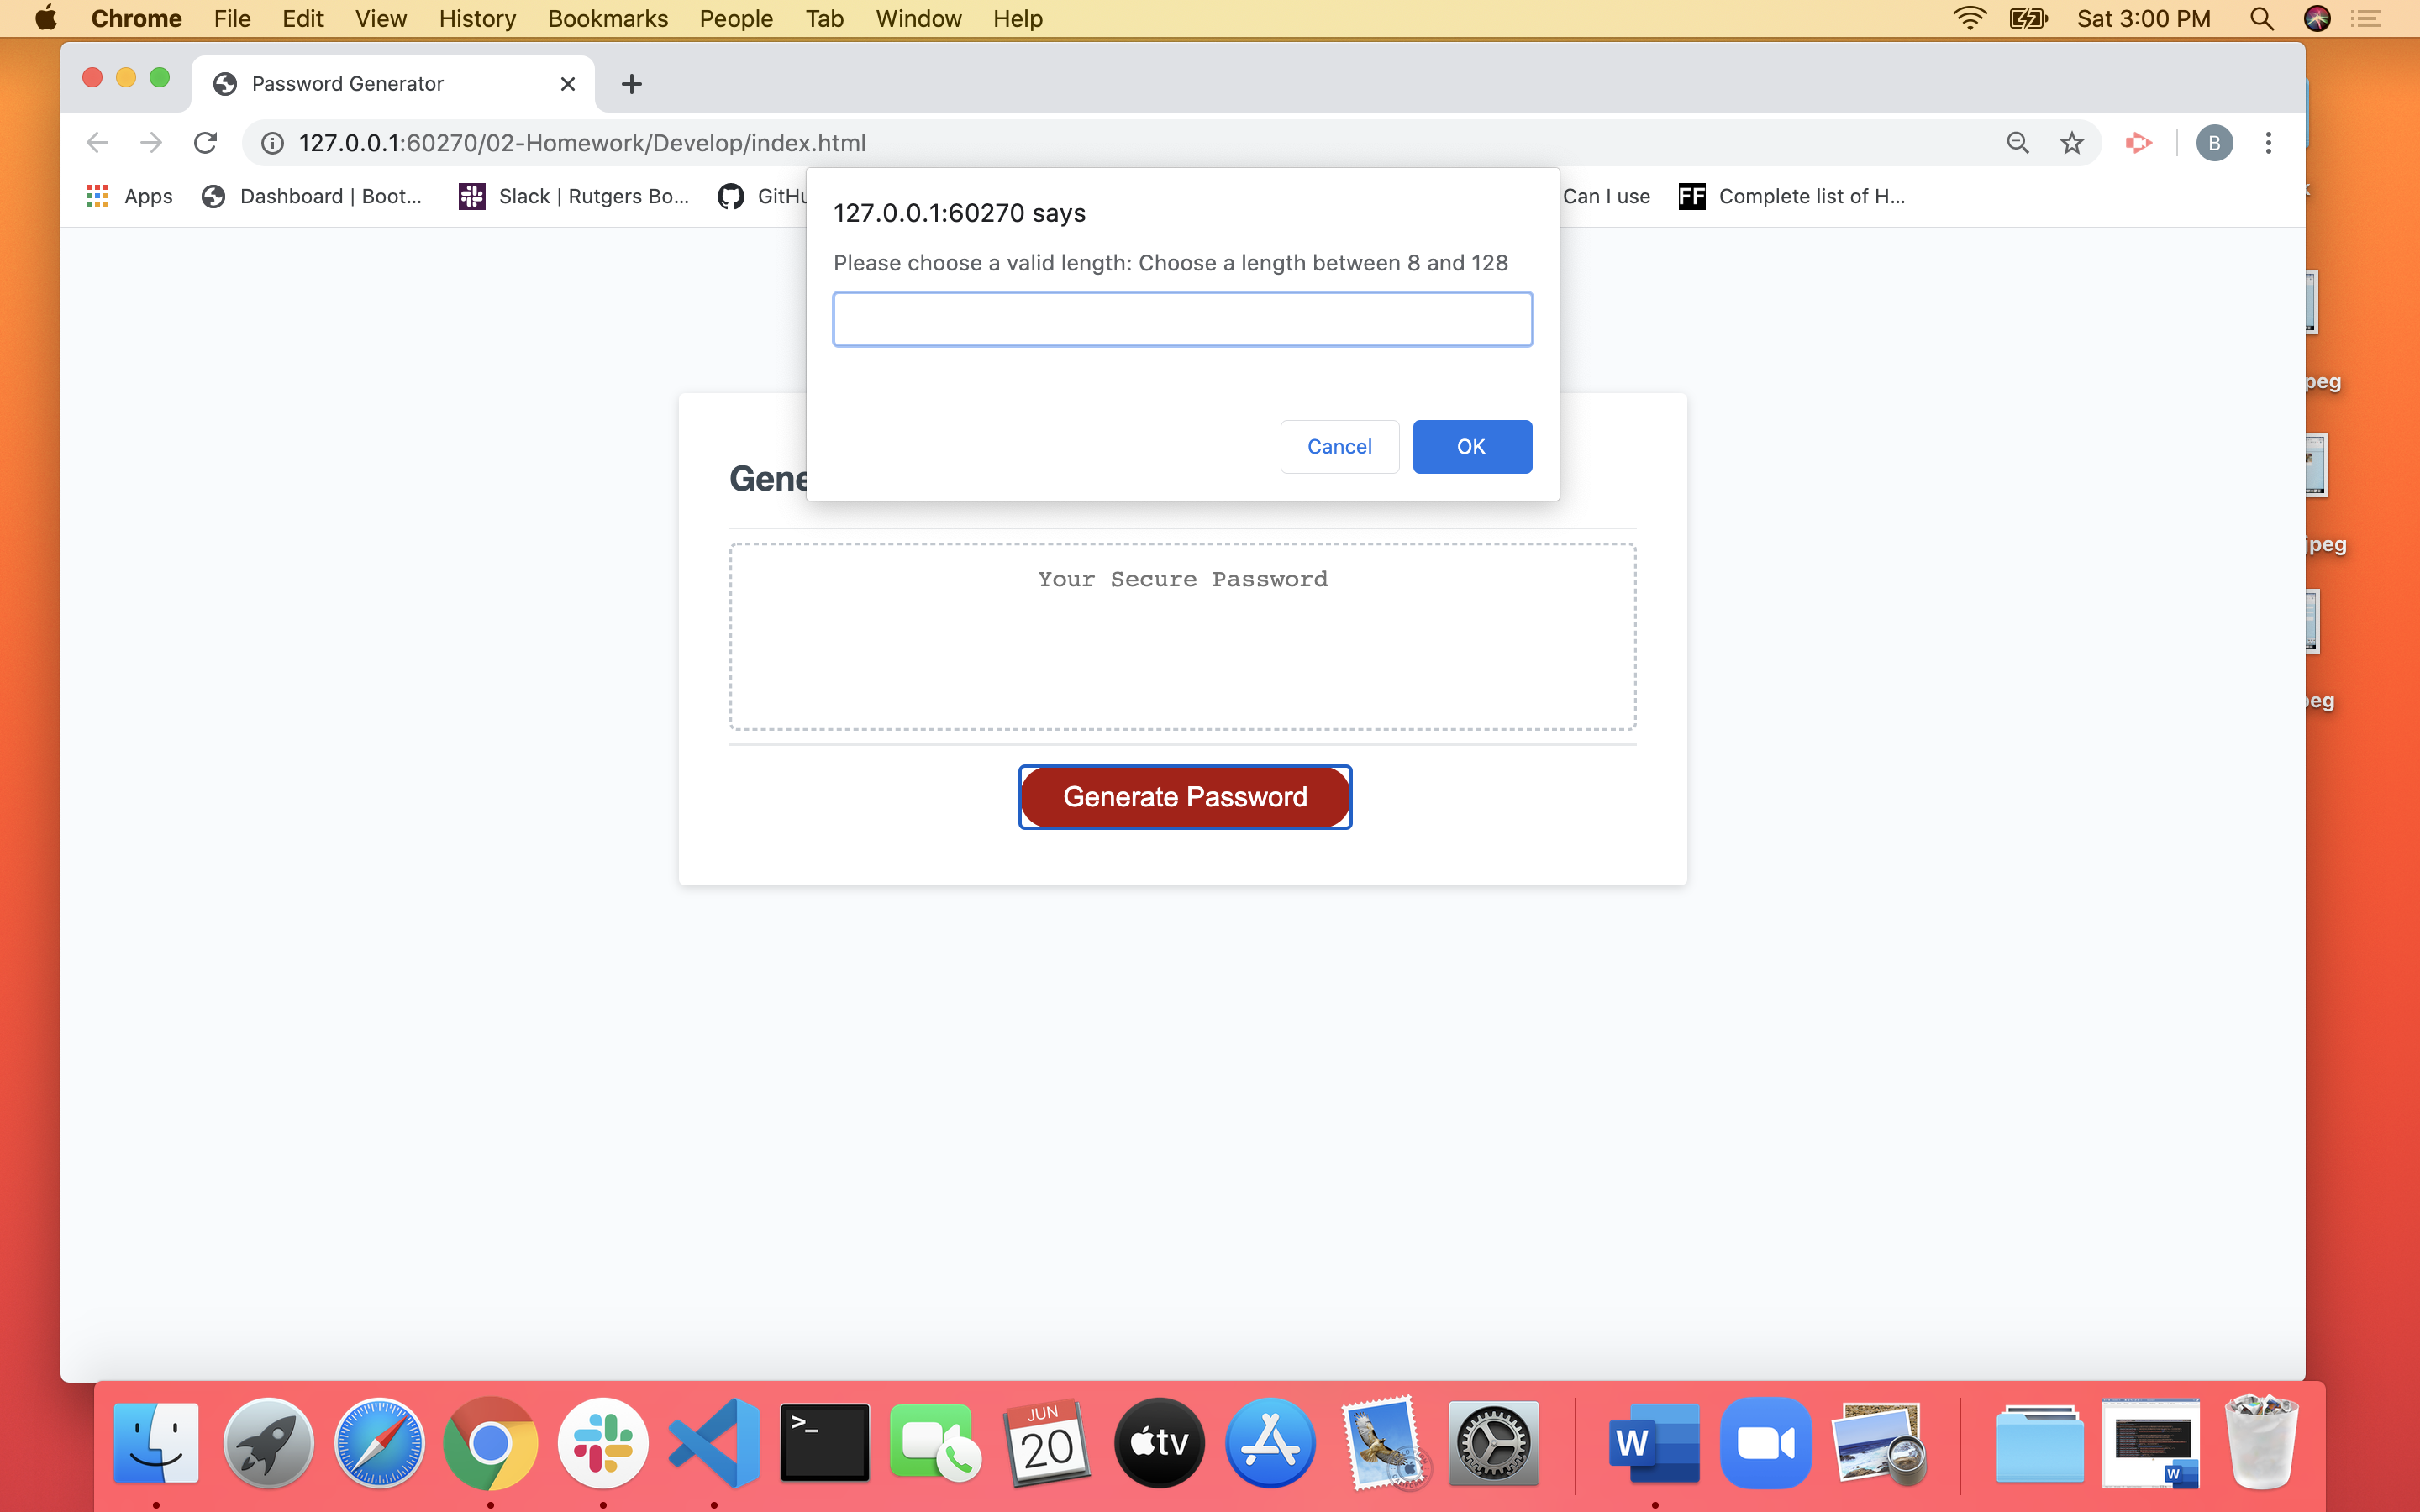 Chrome File Edit View History Bookmarks People Tab Window Help Sat 3:00 PM
Password Generator
127.0.0.1:60270/02-Homework/Develop/index.html B
Apps Dashboard | Boot... Slack | Rutgers Bo... GitHu Can I use FF Complete list of H...
127.0.0.1:60270 says
Please choose a valid length: Choose a length between 8 and 128
Cancel OK
Gene
Your Secure Password
Generate Password
peg
jpeg
peg
>_ JUN 20 tv W W